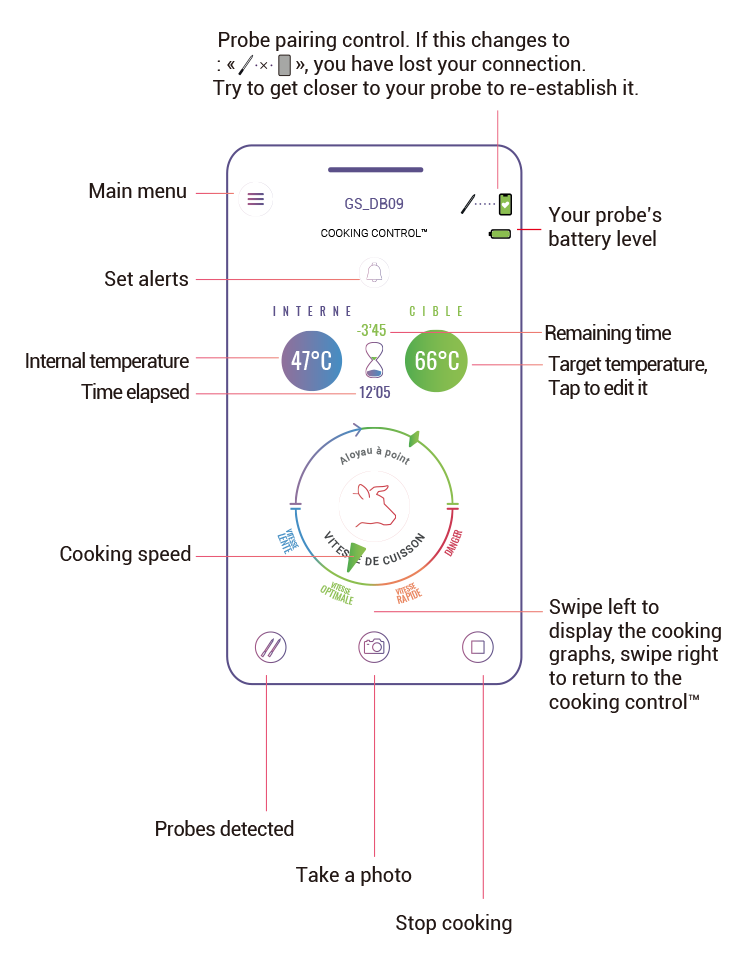 Probe pairing control. If this changes to
: « ··×·· », you have lost your connection.
Try to get closer to your probe to re-establish it.
Main menu
GS_DB09
COOKING CONTROL™
Your probe's
battery level
Set alerts
INTERNE
CIBLE
-3'45
Remaining time
47°C
66°C
Internal temperature
Target temperature,
Tap to edit it
Time elapsed
12'05
Aloyau à point
VITESSE
LENTE
VITESSE DE CUISSON
DANGER
Cooking speed
VITESSE
OPTIMALE
VITESSE
RAPIDE
Swipe left to
display the cooking
graphs, swipe right
to return to the
cooking control™
Probes detected
Take a photo
Stop cooking